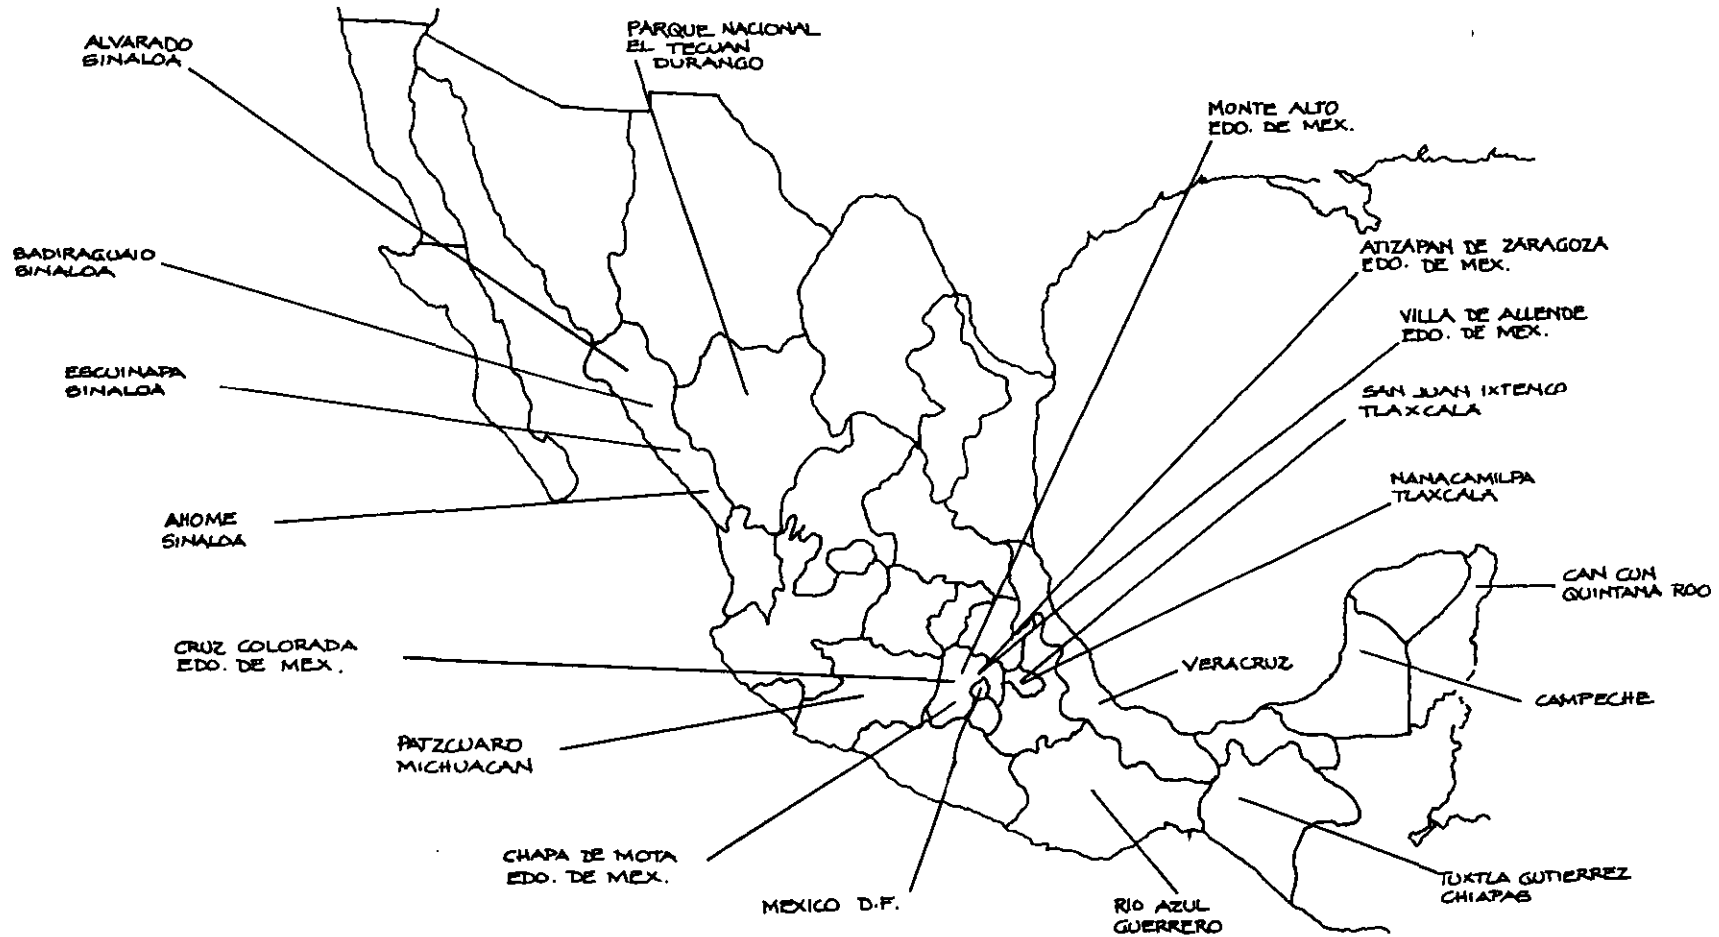 ALVARADO
SINALOA
PARQUE NACIONAL
EL TECUAN
DURANGO
MONTE ALTO
EDO. DE MEX.
BADIRAGUAIO
SINALOA
ATIZAPAN DE ZARAGOZA
EDO. DE MEX.
VILLA DE ALLENDE
EDO. DE MEX.
ESCUINAPA
SINALOA
SAN JUAN IXTENCO
TLAXCALA
NANACAMILPA
TLAXCALA
AHOME
SINALOA
CAN CUN
QUINTANA ROO
CRUZ COLORADA
EDO. DE MEX.
VERACRUZ
CAMPECHE
PATZCUARO
MICHUACAN
CHAPA DE MOTA
EDO. DE MEX.
MEXICO D.F.
RIO AZUL
GUERRERO
TUXTLA GUTIERREZ
CHIAPAS